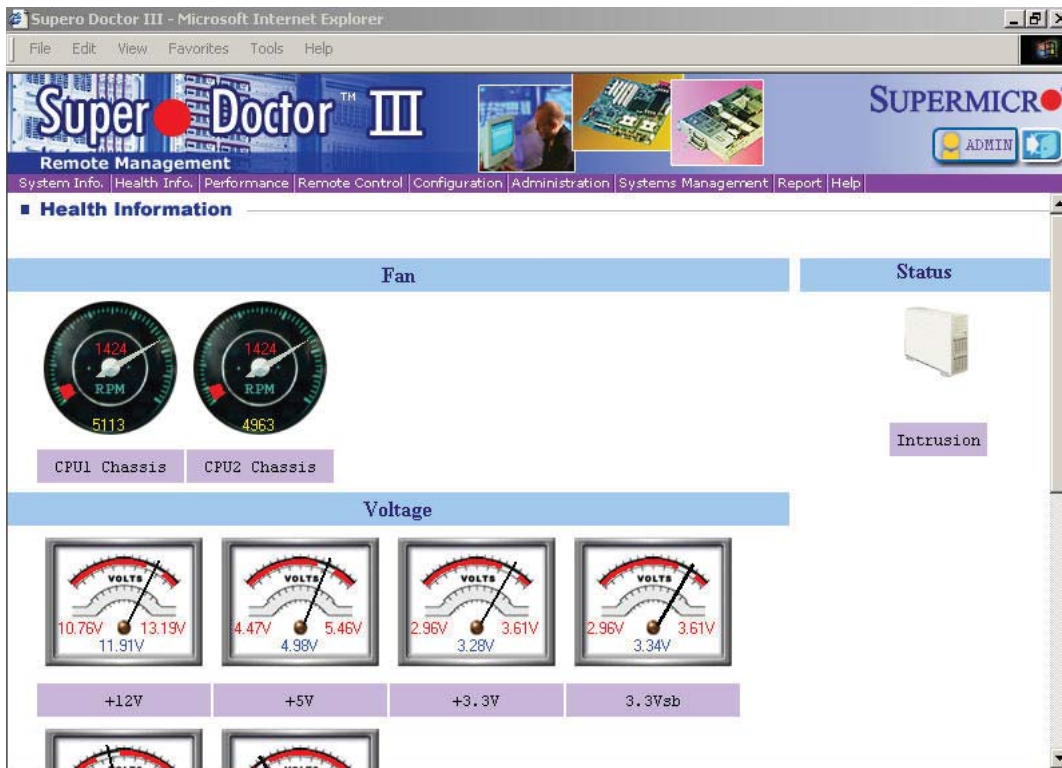 Supero Doctor III - Microsoft Internet Explorer
File Edit View Favorites Tools Help
Super Doctor™ III
SUPERMICR
ADMIN
Remote Management
System Info. Health Info. Performance Remote Control Configuration Administration Systems Management Report Help
Health Information
Fan
Status
1424
RPM
5113
1424
RPM
4963
CPU1 Chassis
CPU2 Chassis
Intrusion
Voltage
VOLTS
10.76V 13.19V
11.91V
VOLTS
4.47V 5.46V
4.98V
VOLTS
2.96V 3.61V
3.28V
VOLTS
2.96V 3.61V
3.34V
+12V
+5V
+3.3V
3.3Vsb